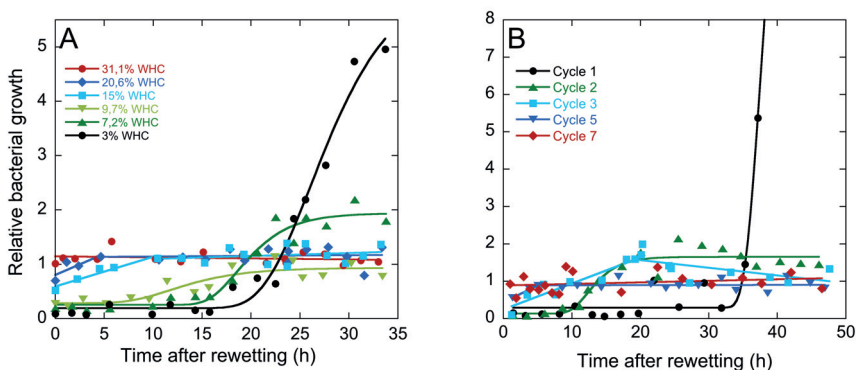 A
31,1% WHC
20,6% WHC
15% WHC
9,7% WHC
7,2% WHC
3% WHC
Relative bacterial growth
5
4
3
2
1
0
0 5 10 15 20 25 30 35
Time after rewetting (h)
B
Cycle 1
Cycle 2
Cycle 3
Cycle 5
Cycle 7
8
7
6
5
4
3
2
1
0
0 10 20 30 40 50
Time after rewetting (h)